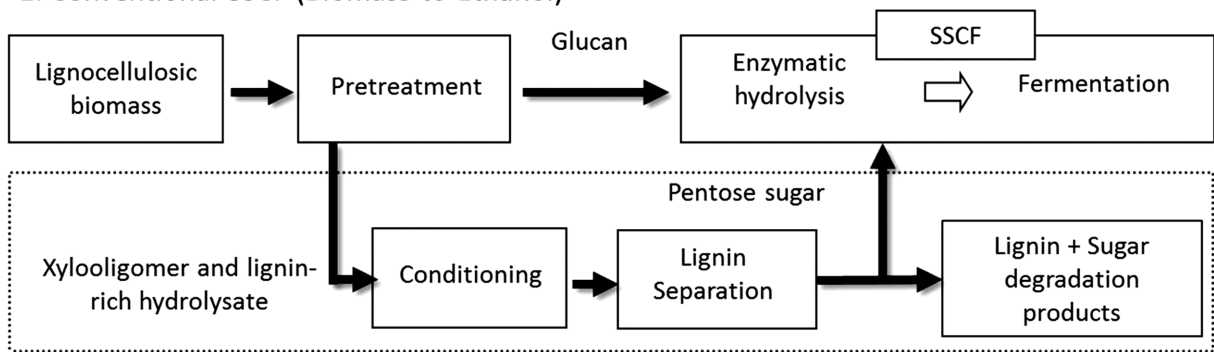 Glucan
SSCF
Lignocellulosic
biomass
Pretreatment
Enzymatic
hydrolysis
Fermentation
Pentose sugar
Xylooligomer and lignin-
rich hydrolysate
Conditioning
Lignin
Separation
Lignin + Sugar
degradation
products